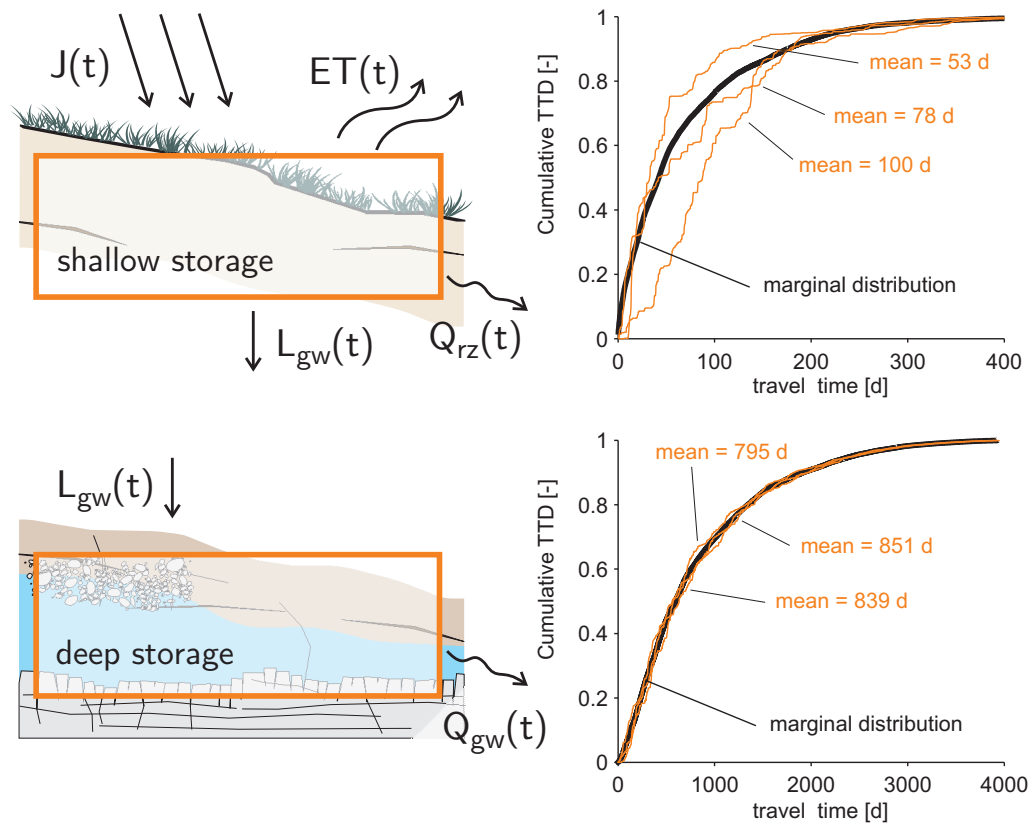 J(t)
ET(t)
shallow storage
L_gw(t)
Q_rz(t)
Cumulative TTD [-]
1
0.8
0.6
0.4
0.2
0
mean = 53 d
mean = 78 d
mean = 100 d
marginal distribution
0 100 200 300 400
travel time [d]
L_gw(t)
deep storage
Q_gw(t)
Cumulative TTD [-]
1
0.8
0.6
0.4
0.2
0
mean = 795 d
mean = 851 d
mean = 839 d
marginal distribution
0 1000 2000 3000 4000
travel time [d]